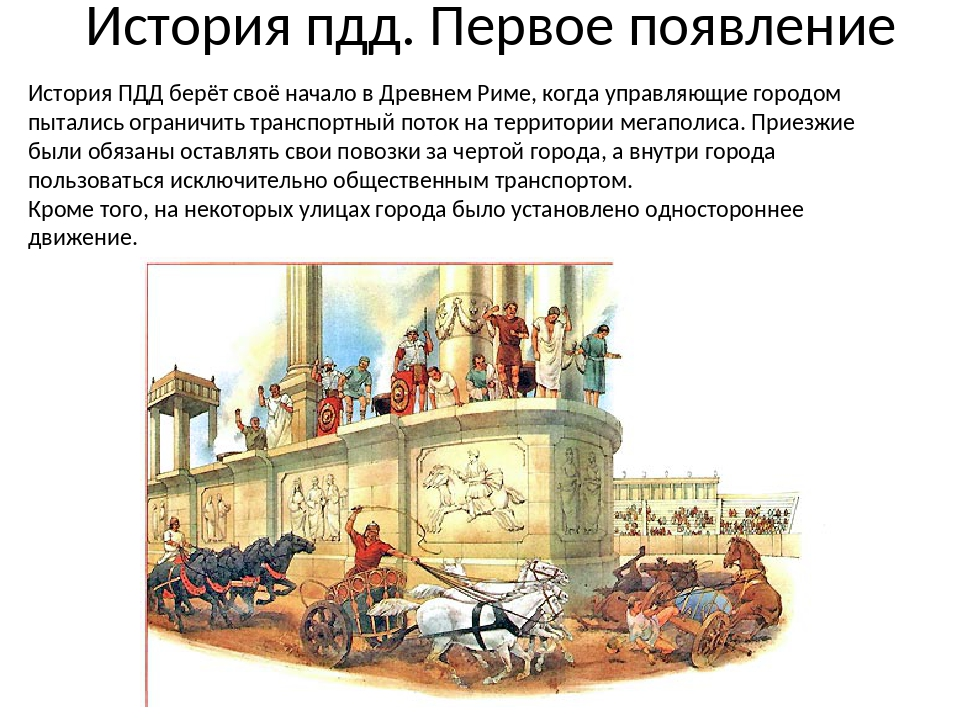 История пдд. Первое появление
История ПДД берёт своё начало в Древнем Риме, когда управляющие городом
пытались ограничить транспортный поток на территории мегаполиса. Приезжие
были обязаны оставлять свои повозки за чертой города, а внутри города
пользоваться исключительно общественным транспортом.
Кроме того, на некоторых улицах города было установлено одностороннее
движение.